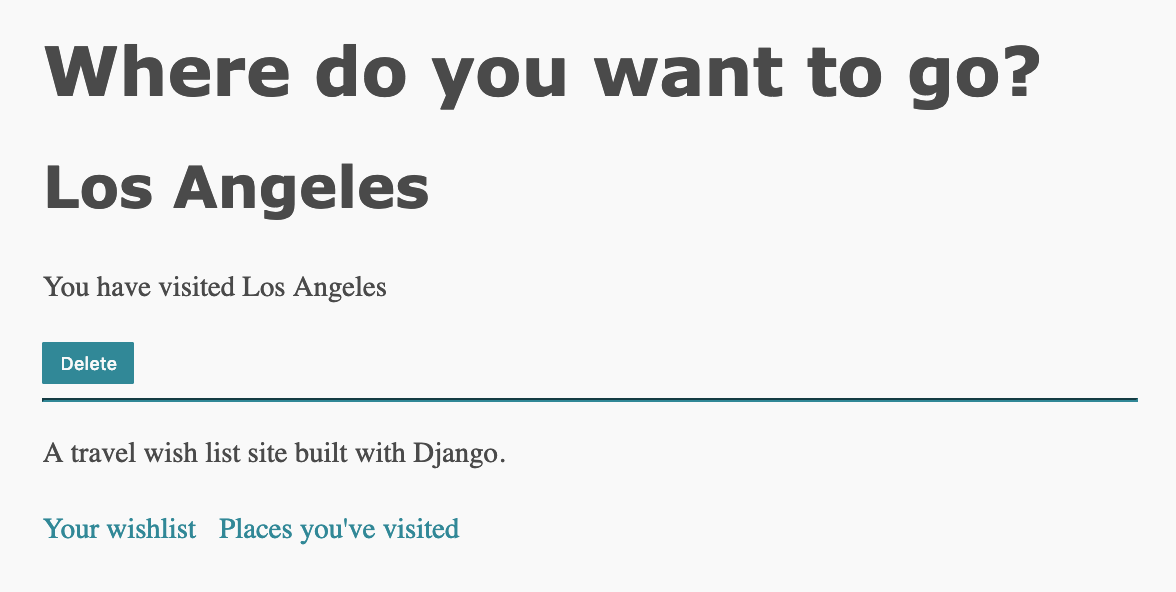 Where do you want to go?
Los Angeles
You have visited Los Angeles
Delete
A travel wish list site built with Django.
Your wishlist Places you've visited